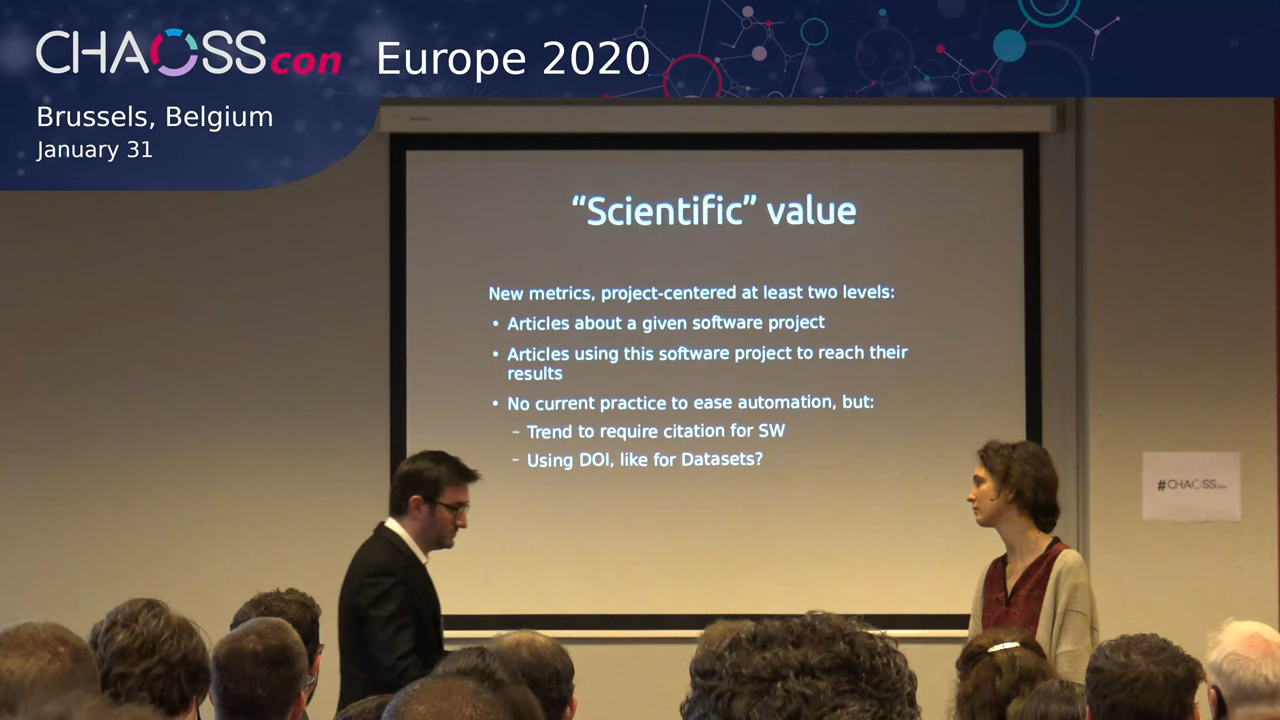 CHAOSScon Europe 2020
Brussels, Belgium
January 31
“Scientific” value
New metrics, project-centered at least two levels:
• Articles about a given software project
• Articles using this software project to reach their
results
• No current practice to ease automation, but:
– Trend to require citation for SW
– Using DOI, like for Datasets?
#CHAOSScon